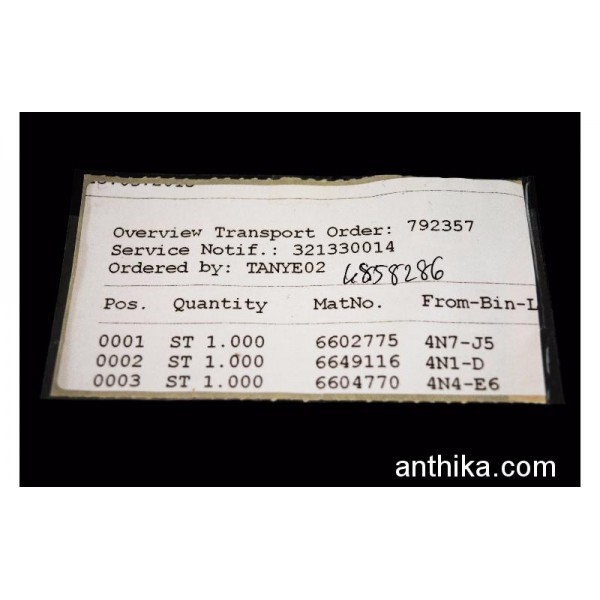 Overview Transport Order: 792357
Service Notif.: 321330014
Ordered by: TANYE02 6858286
Pos. Quantity MatNo. From-Bin-L
0001 ST 1.000 6602775 4N7-J5
0002 ST 1.000 6649116 4N1-D
0003 ST 1.000 6604770 4N4-E6
anthika.com